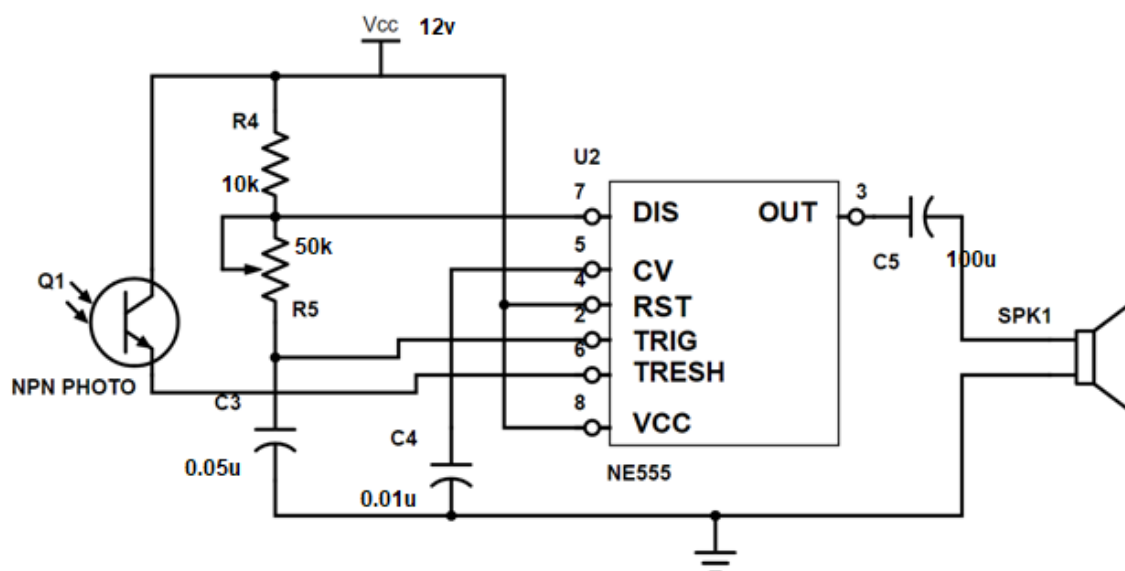 Vcc 12v
R4
10k
U2
7
DIS
OUT
3
50k
R5
5
CV
4
RST
2
TRIG
6
TRESH
8
VCC
NE555
C5
100u
SPK1
Q1
NPN PHOTO
C3
0.05u
C4
0.01u